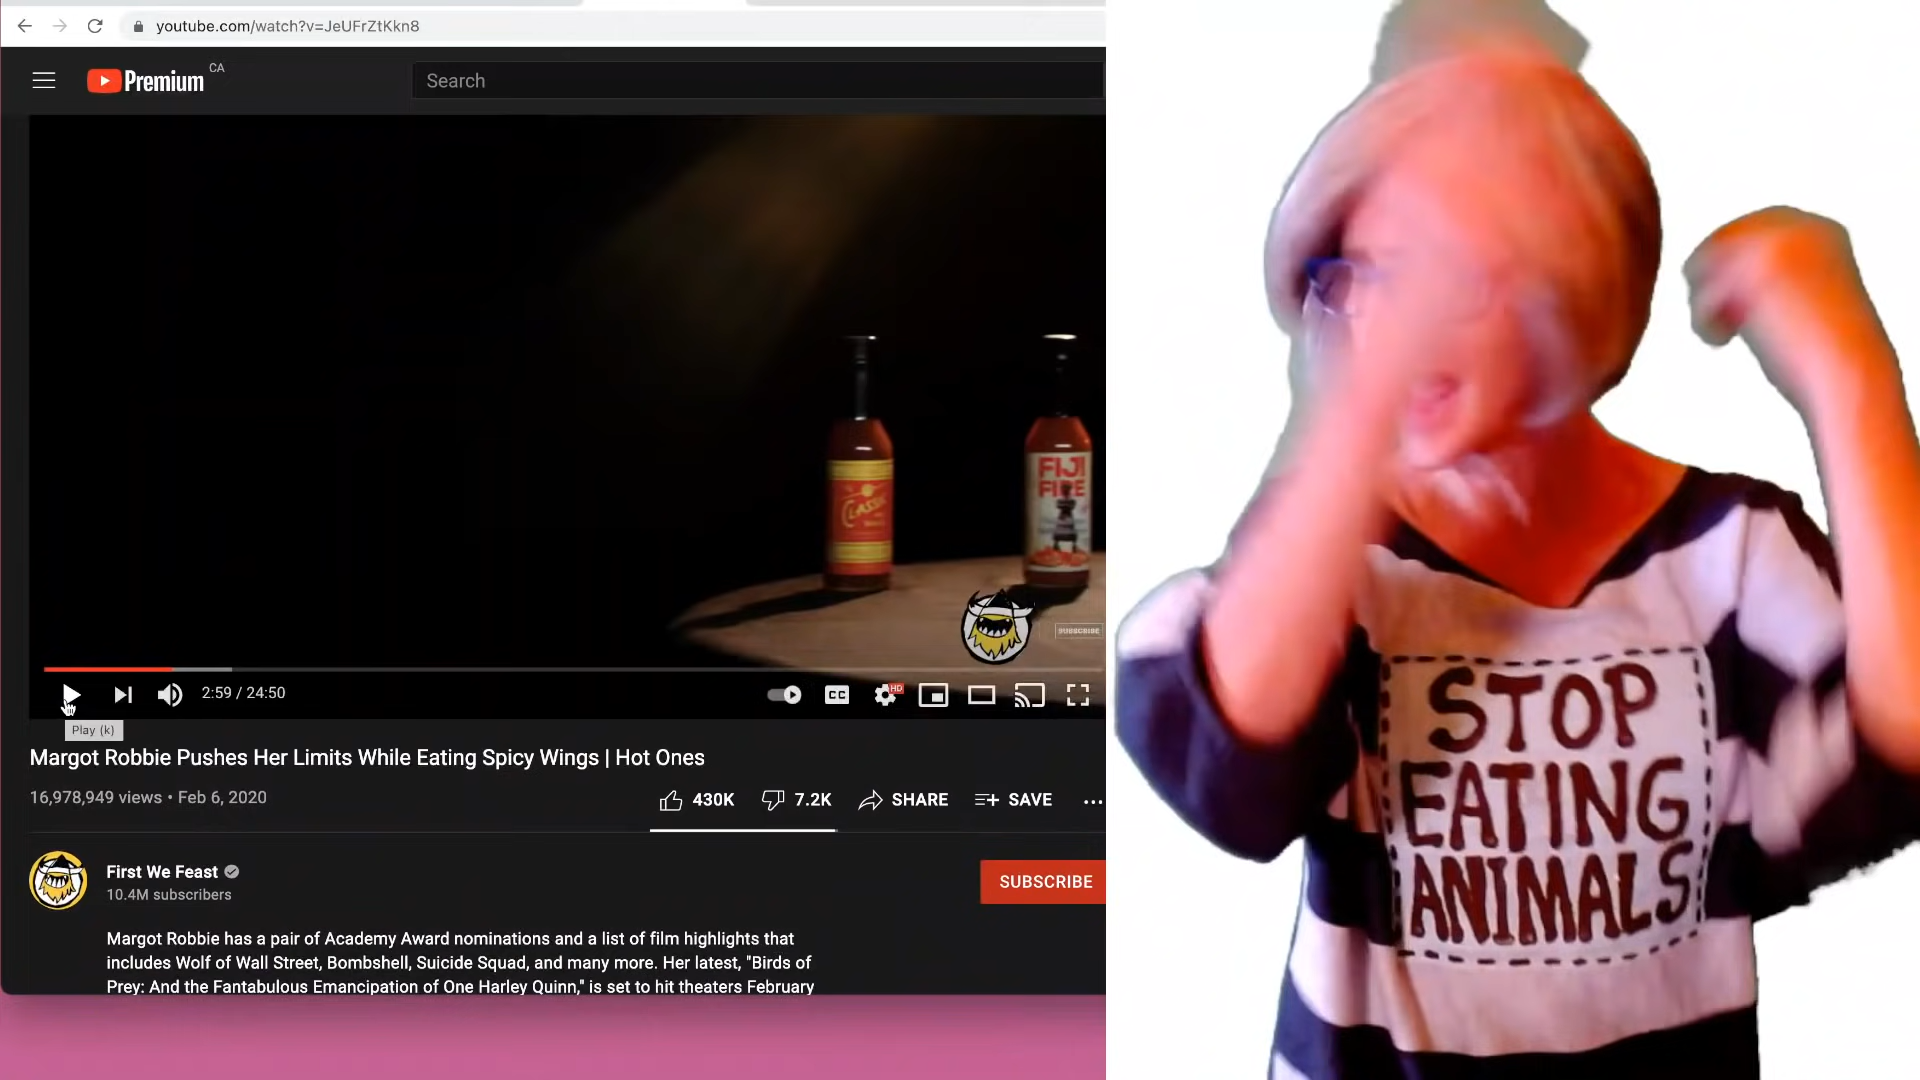 youtube.com/watch?v=JeUFrZtKkn8
Premium CA
Search
CLASSIC
FIJI
FIRE
SUBSCRIBE
2:59 / 24:50
CC
HD
Play (k)
Margot Robbie Pushes Her Limits While Eating Spicy Wings | Hot Ones
16,978,949 views • Feb 6, 2020
430K 7.2K SHARE SAVE ...
First We Feast
10.4M subscribers
SUBSCRIBE
Margot Robbie has a pair of Academy Award nominations and a list of film highlights that
includes Wolf of Wall Street, Bombshell, Suicide Squad, and many more. Her latest, "Birds of
Prey: And the Fantabulous Emancipation of One Harley Quinn," is set to hit theaters February
STOP
EATING
ANIMALS